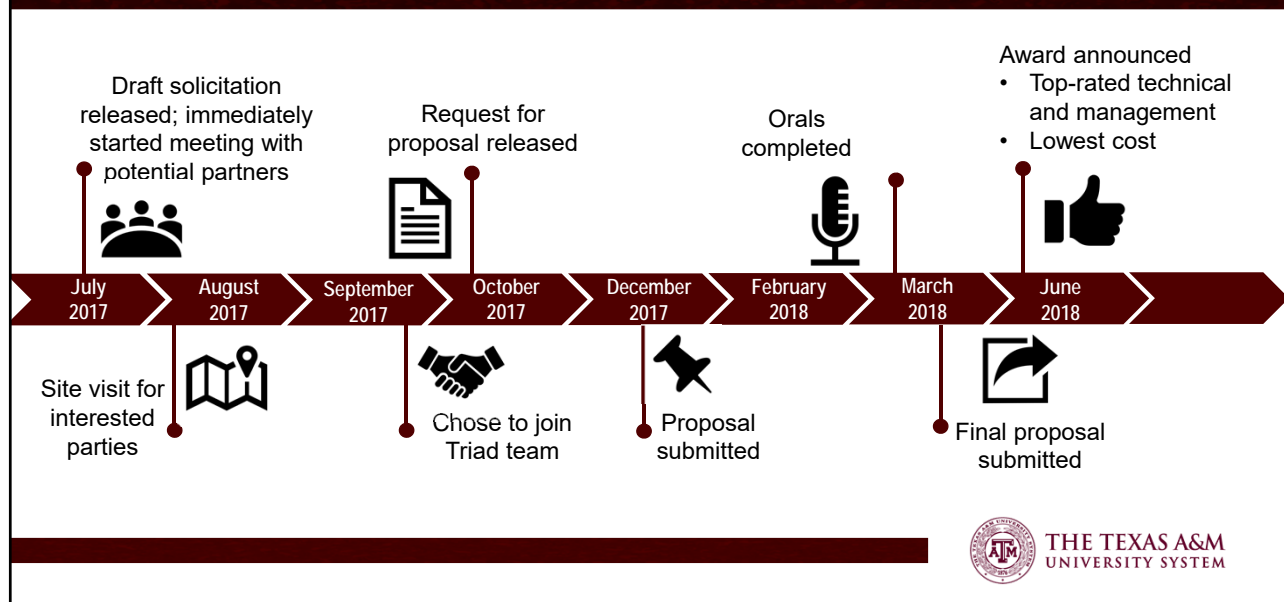 Draft solicitation
released; immediately
started meeting with
potential partners
Request for
proposal released
Orals
completed
Award announced
• Top-rated technical
and management
• Lowest cost
July
2017
August
2017
September
2017
October
2017
December
2017
February
2018
March
2018
June
2018
Site visit for
interested
parties
Chose to join
Triad team
Proposal
submitted
Final proposal
submitted
THE TEXAS A&M
UNIVERSITY SYSTEM